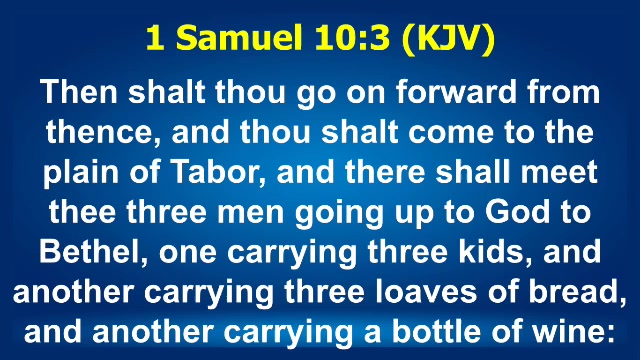 1 Samuel 10:3 (KJV)
Then shalt thou go on forward from
thence, and thou shalt come to the
plain of Tabor, and there shall meet
thee three men going up to God to
Bethel, one carrying three kids, and
another carrying three loaves of bread,
and another carrying a bottle of wine: